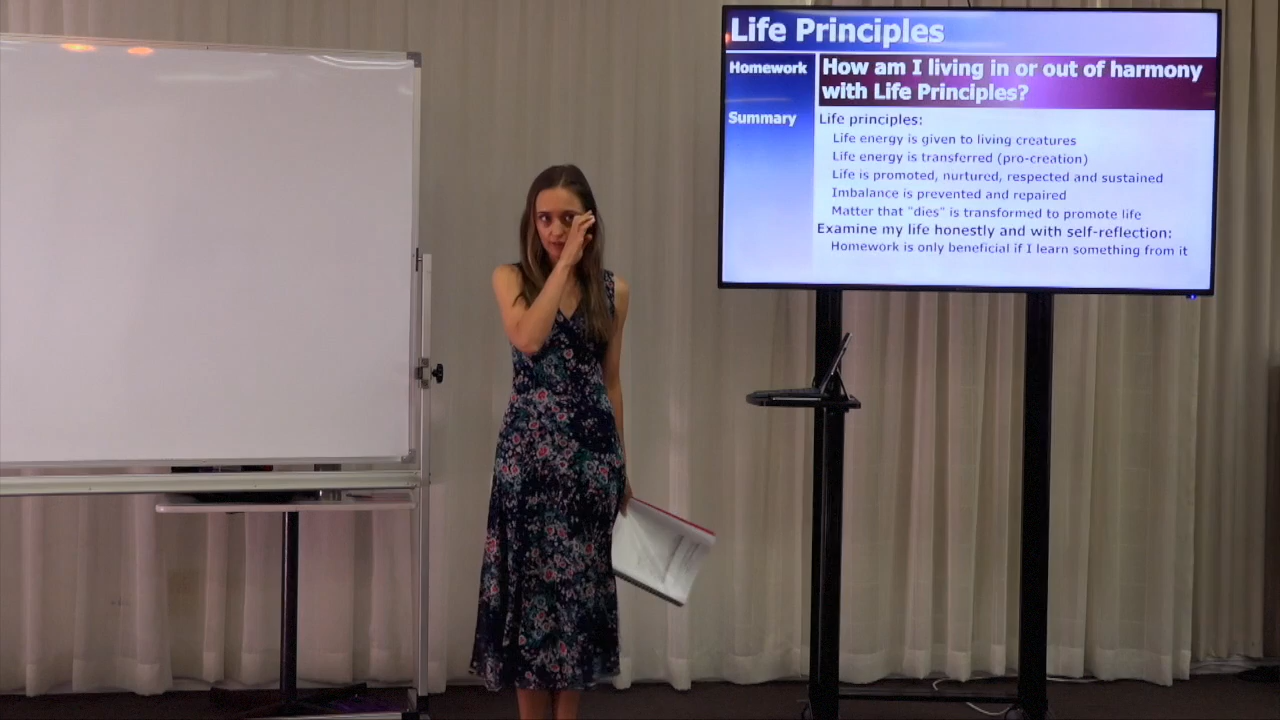 Life Principles
Homework
How am I living in or out of harmony
with Life Principles?
Summary
Life principles:
Life energy is given to living creatures
Life energy is transferred (pro-creation)
Life is promoted, nurtured, respected and sustained
Imbalance is prevented and repaired
Matter that "dies" is transformed to promote life
Examine my life honestly and with self-reflection:
Homework is only beneficial if I learn something from it